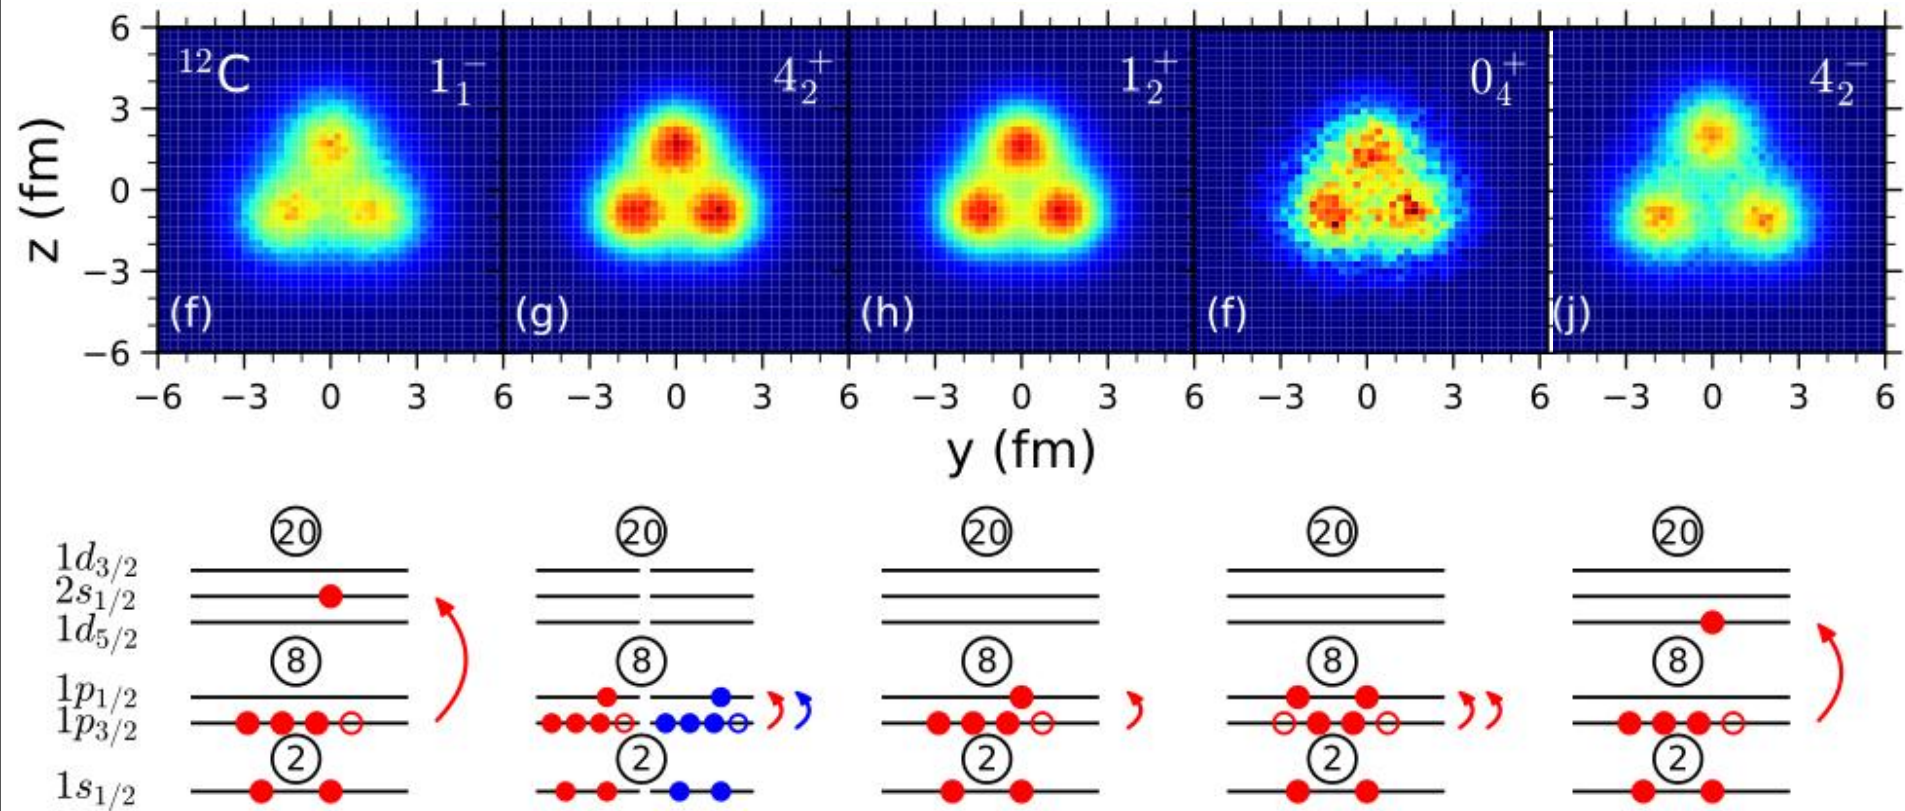 6
3
0
−3
−6
z (fm)
¹²C 1₁⁻ 4₂⁺ 1₂⁺ 0₄⁺ 4₂⁻
(f) (g) (h) (f) (j)
−6 −3 0 3 6 −3 0 3 6 −3 0 3 6 −3 0 3 6 −3 0 3 6
y (fm)
20 20 20 20 20
1d₃/₂
2s₁/₂
1d₅/₂
8 8 8 8 8
1p₁/₂
1p₃/₂
2 2 2 2 2
1s₁/₂